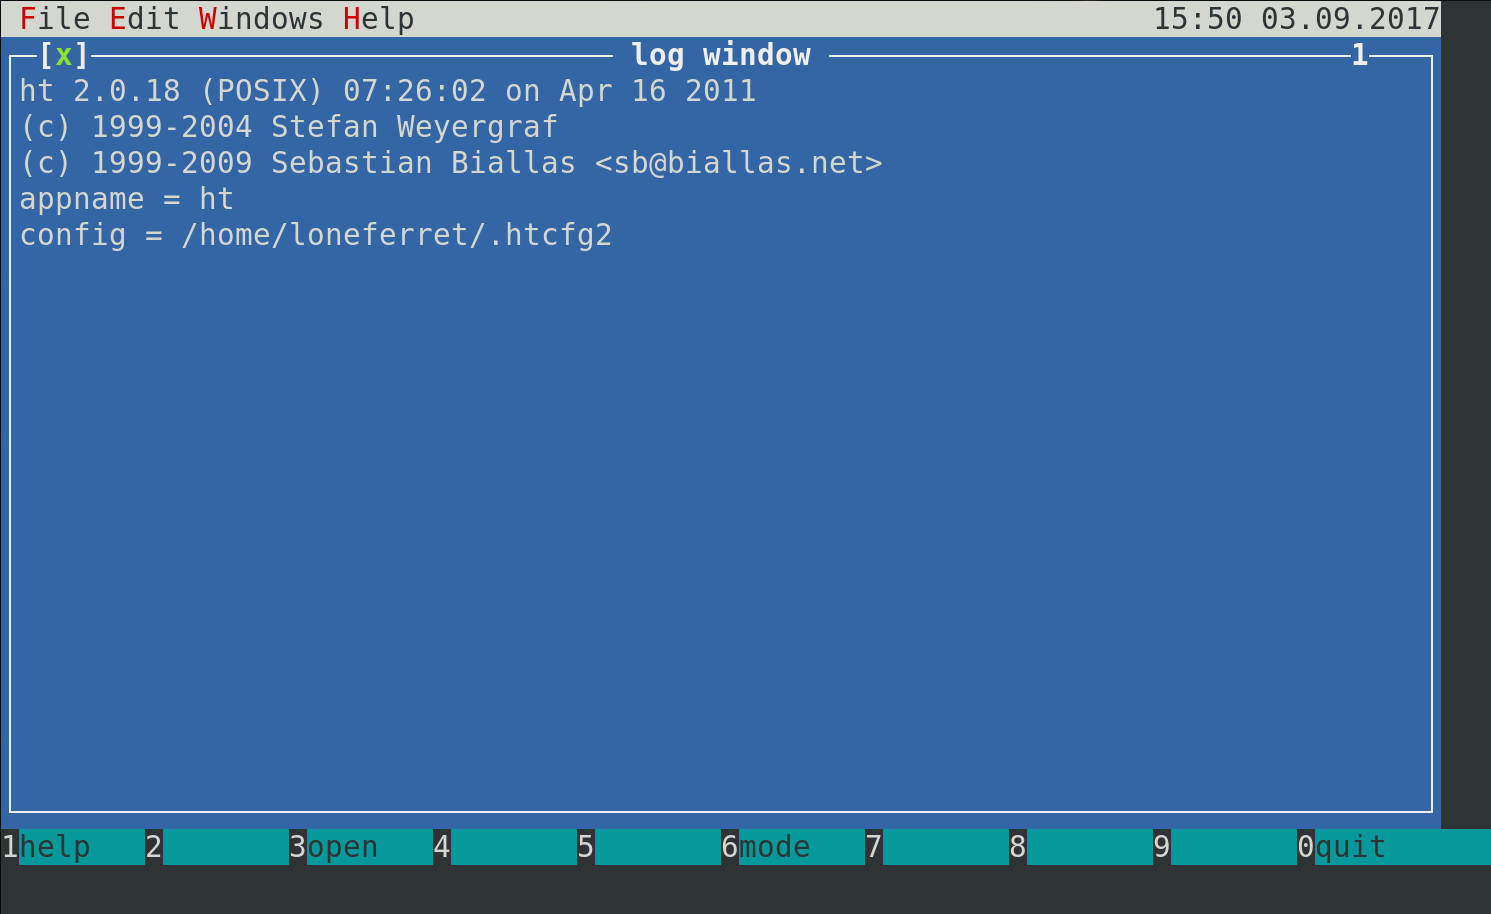 File Edit Windows Help 15:50 03.09.2017
[x] log window 1
ht 2.0.18 (POSIX) 07:26:02 on Apr 16 2011
(c) 1999-2004 Stefan Weyergraf
(c) 1999-2009 Sebastian Biallas <sb@biallas.net>
appname = ht
config = /home/loneferret/.htcfg2
1help 2 3open 4 5 6mode 7 8 9 0quit